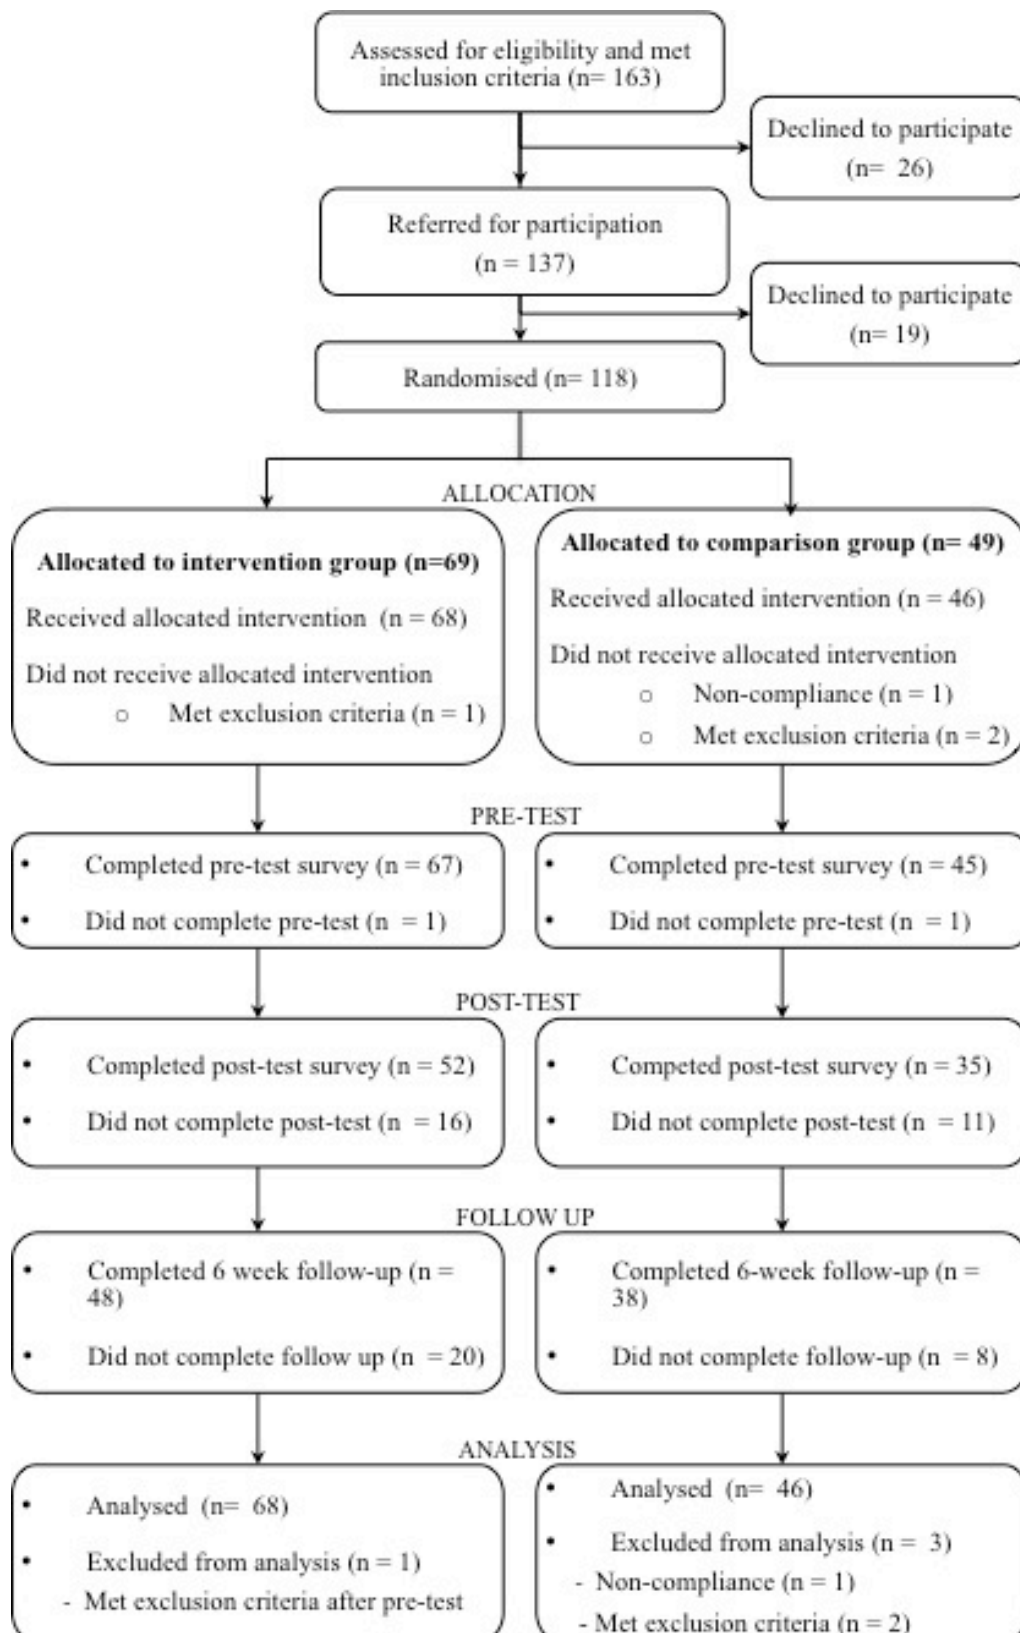 Assessed for eligibility and met
inclusion criteria (n= 163)
Declined to participate
(n=  26)
Referred for participation
(n = 137)
Declined to participate
(n= 19)
Randomised (n= 118)
ALLOCATION
Allocated to intervention group (n=69)
Received allocated intervention  (n = 68)
Did not receive allocated intervention
o Met exclusion criteria (n = 1)
Allocated to comparison group (n= 49)
Received allocated intervention (n = 46)
Did not receive allocated intervention
o Non-compliance (n = 1)
o Met exclusion criteria (n = 2)
PRE-TEST
• Completed pre-test survey (n = 67)
• Did not complete pre-test (n  = 1)
• Completed pre-test survey (n = 45)
• Did not complete pre-test (n  = 1)
POST-TEST
• Completed post-test survey (n = 52)
• Did not complete post-test (n  = 16)
• Competed post-test survey (n = 35)
• Did not complete post-test (n  = 11)
FOLLOW UP
• Completed 6 week follow-up (n =
48)
• Did not complete follow up (n  = 20)
• Completed 6-week follow-up (n =
38)
• Did not complete follow-up (n  = 8)
ANALYSIS
• Analysed  (n=  68)
• Excluded from analysis (n = 1)
- Met exclusion criteria after pre-test
• Analysed  (n=  46)
• Excluded from analysis (n =  3)
- Non-compliance (n = 1)
- Met exclusion criteria (n = 2)